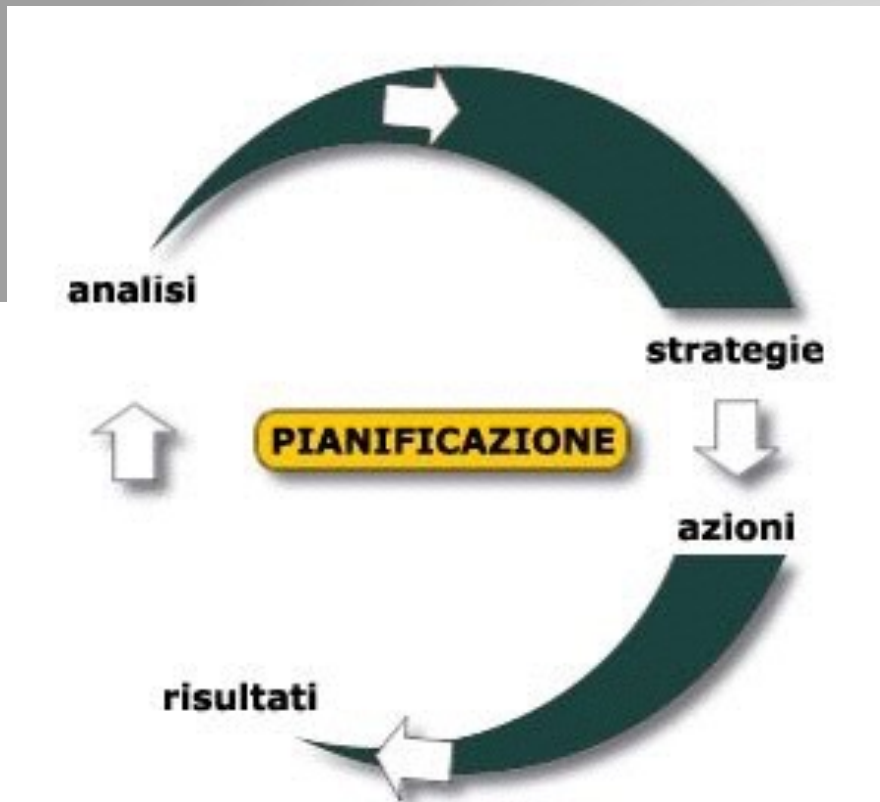 analisi
strategie
PIANIFICAZIONE
azioni
risultati